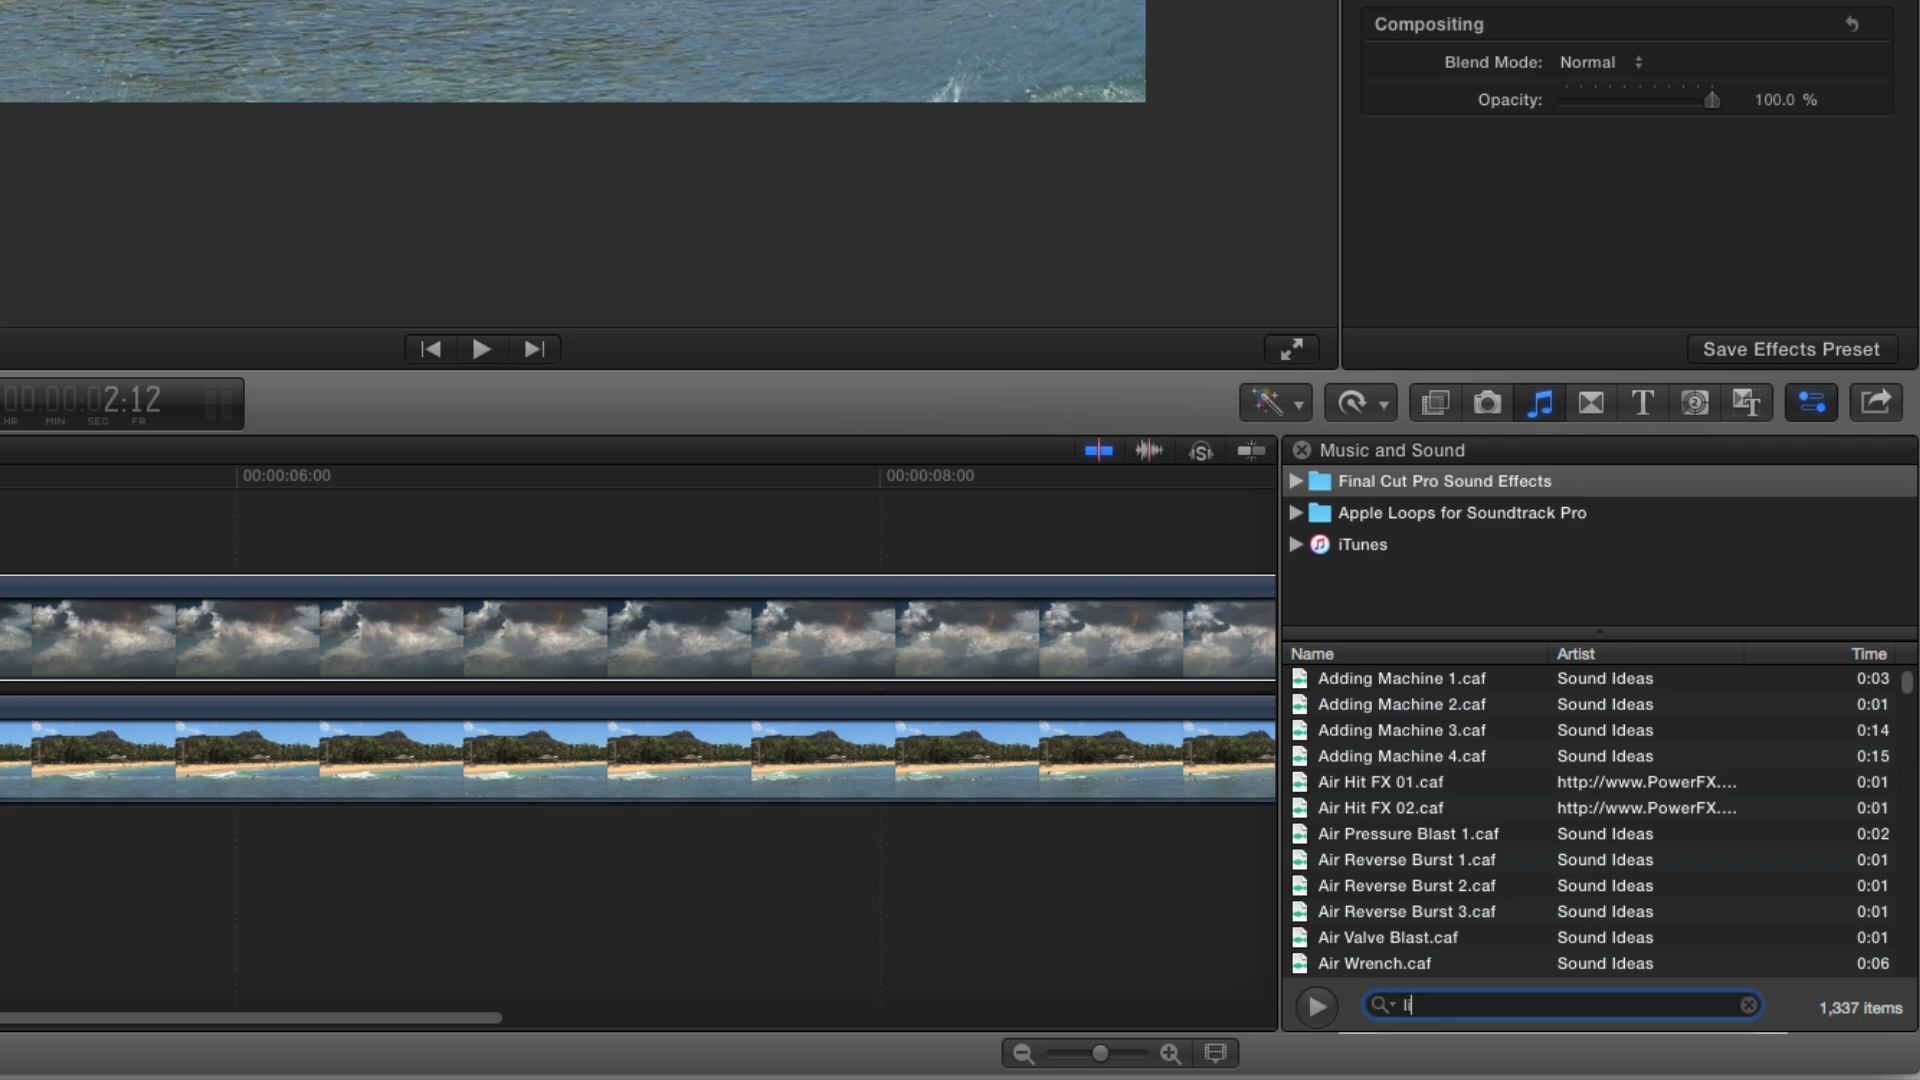 Compositing
Blend Mode: Normal
Opacity: 100.0 %
Save Effects Preset
00:00:02:12
HR MIN SEC FR
Music and Sound
00:00:06:00 00:00:08:00
Final Cut Pro Sound Effects
Apple Loops for Soundtrack Pro
iTunes
Name Artist Time
Adding Machine 1.caf Sound Ideas 0:03
Adding Machine 2.caf Sound Ideas 0:01
Adding Machine 3.caf Sound Ideas 0:14
Adding Machine 4.caf Sound Ideas 0:15
Air Hit FX 01.caf http://www.PowerFX.... 0:01
Air Hit FX 02.caf http://www.PowerFX.... 0:01
Air Pressure Blast 1.caf Sound Ideas 0:02
Air Reverse Burst 1.caf Sound Ideas 0:01
Air Reverse Burst 2.caf Sound Ideas 0:01
Air Reverse Burst 3.caf Sound Ideas 0:01
Air Valve Blast.caf Sound Ideas 0:01
Air Wrench.caf Sound Ideas 0:06
li 1,337 items